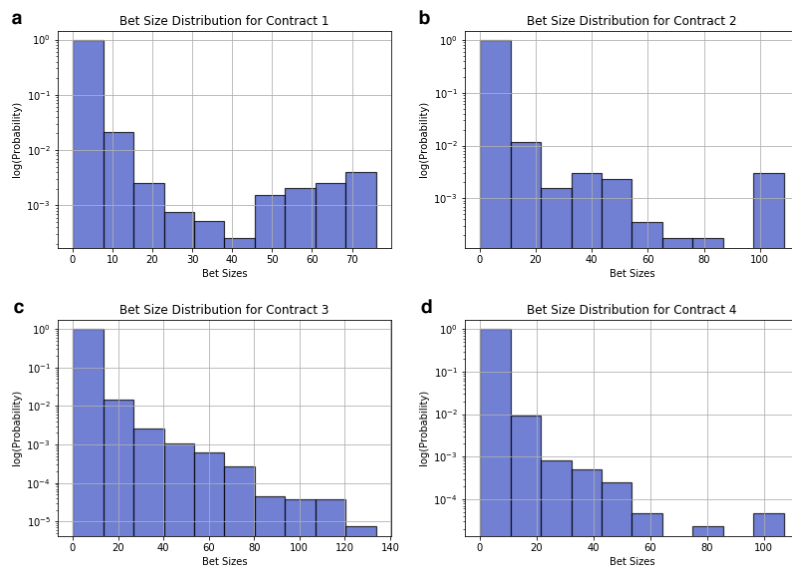 a
Bet Size Distribution for Contract 1
10⁰
10⁻¹
10⁻²
10⁻³
log(Probability)
0 10 20 30 40 50 60 70
Bet Sizes
b
Bet Size Distribution for Contract 2
10⁰
10⁻¹
10⁻²
10⁻³
log(Probability)
0 20 40 60 80 100
Bet Sizes
c
Bet Size Distribution for Contract 3
10⁰
10⁻¹
10⁻²
10⁻³
10⁻⁴
10⁻⁵
log(Probability)
0 20 40 60 80 100 120 140
Bet Sizes
d
Bet Size Distribution for Contract 4
10⁰
10⁻¹
10⁻²
10⁻³
10⁻⁴
log(Probability)
0 20 40 60 80 100
Bet Sizes